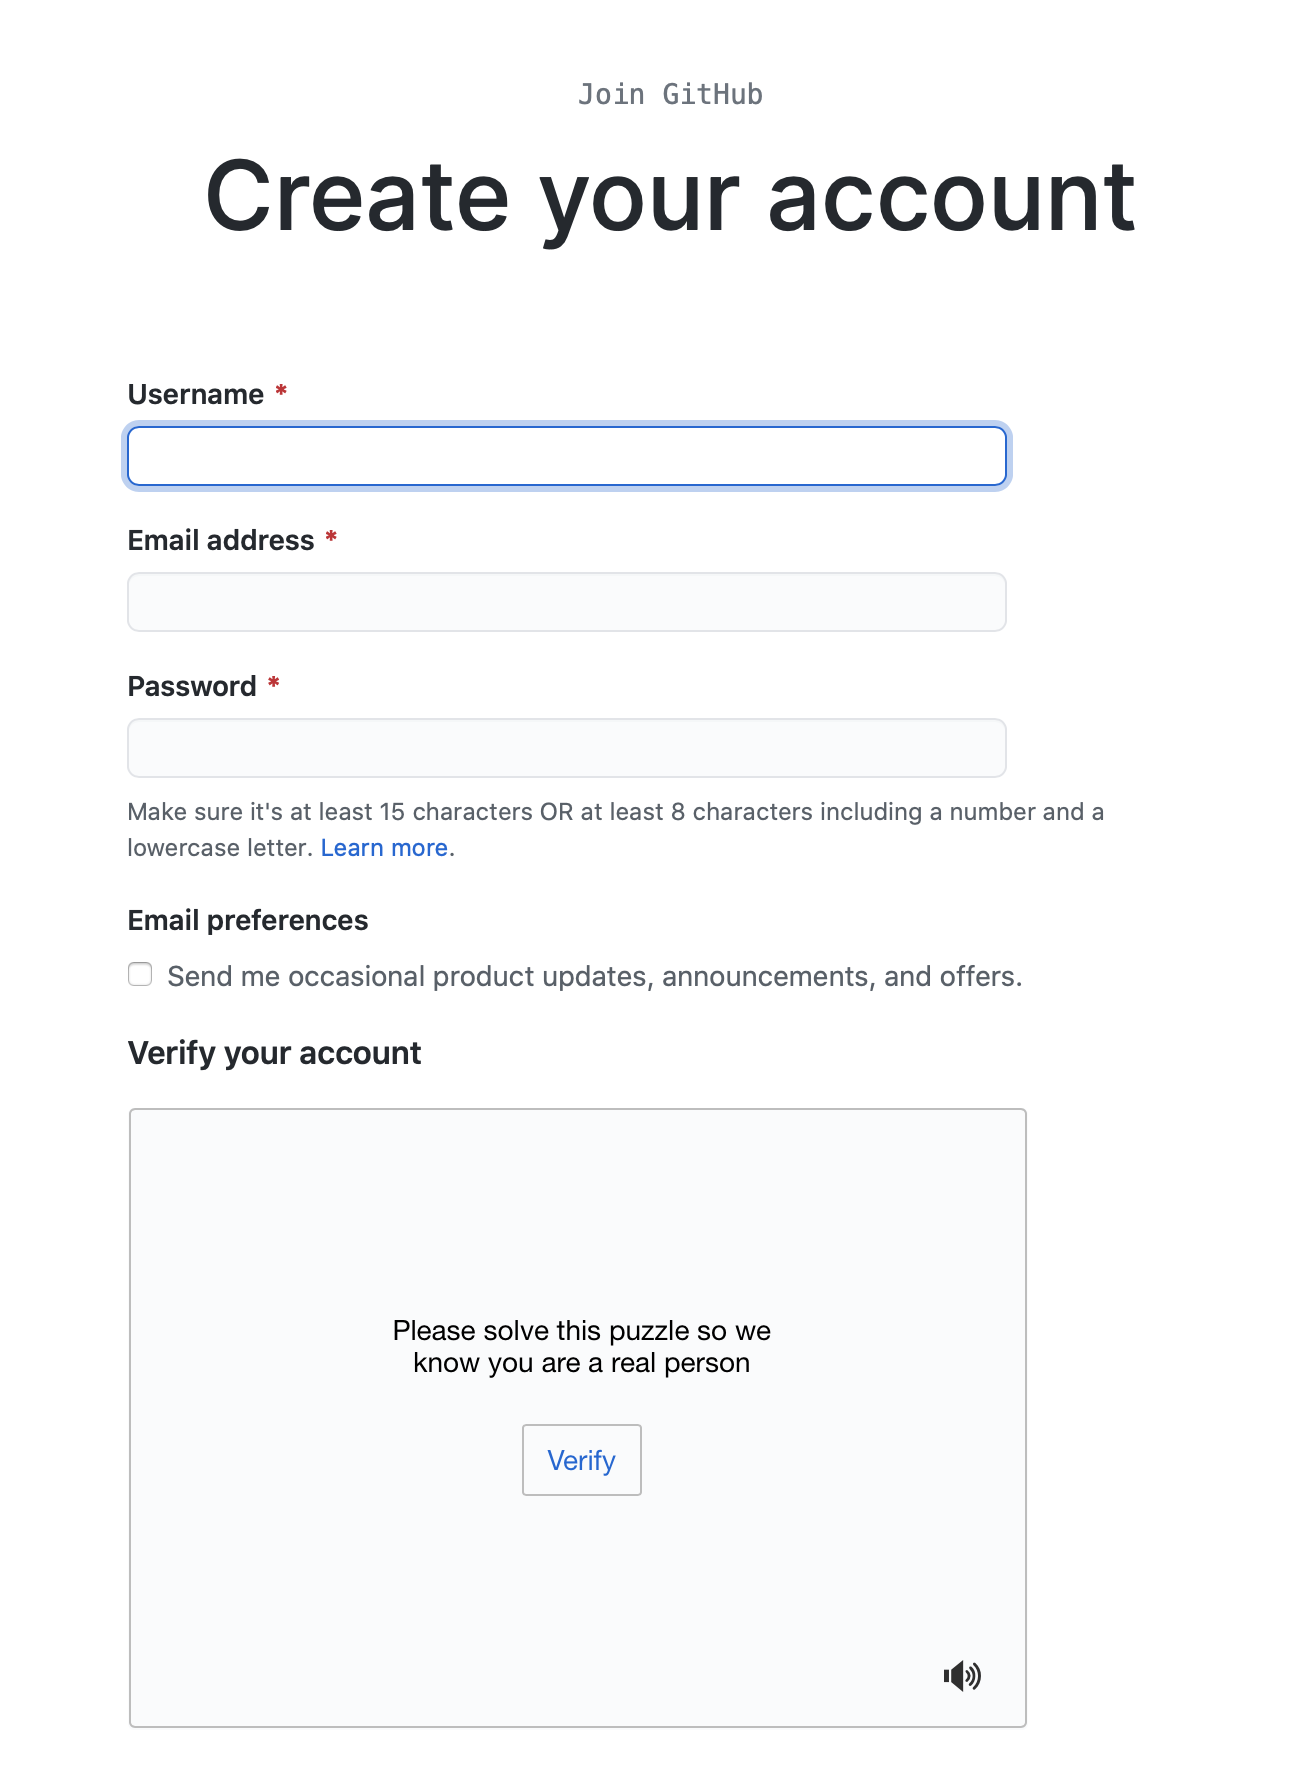 Join GitHub
Create your account
Username *
Email address *
Password *
Make sure it's at least 15 characters OR at least 8 characters including a number and a
lowercase letter. Learn more.
Email preferences
Send me occasional product updates, announcements, and offers.
Verify your account
Please solve this puzzle so we
know you are a real person
Verify